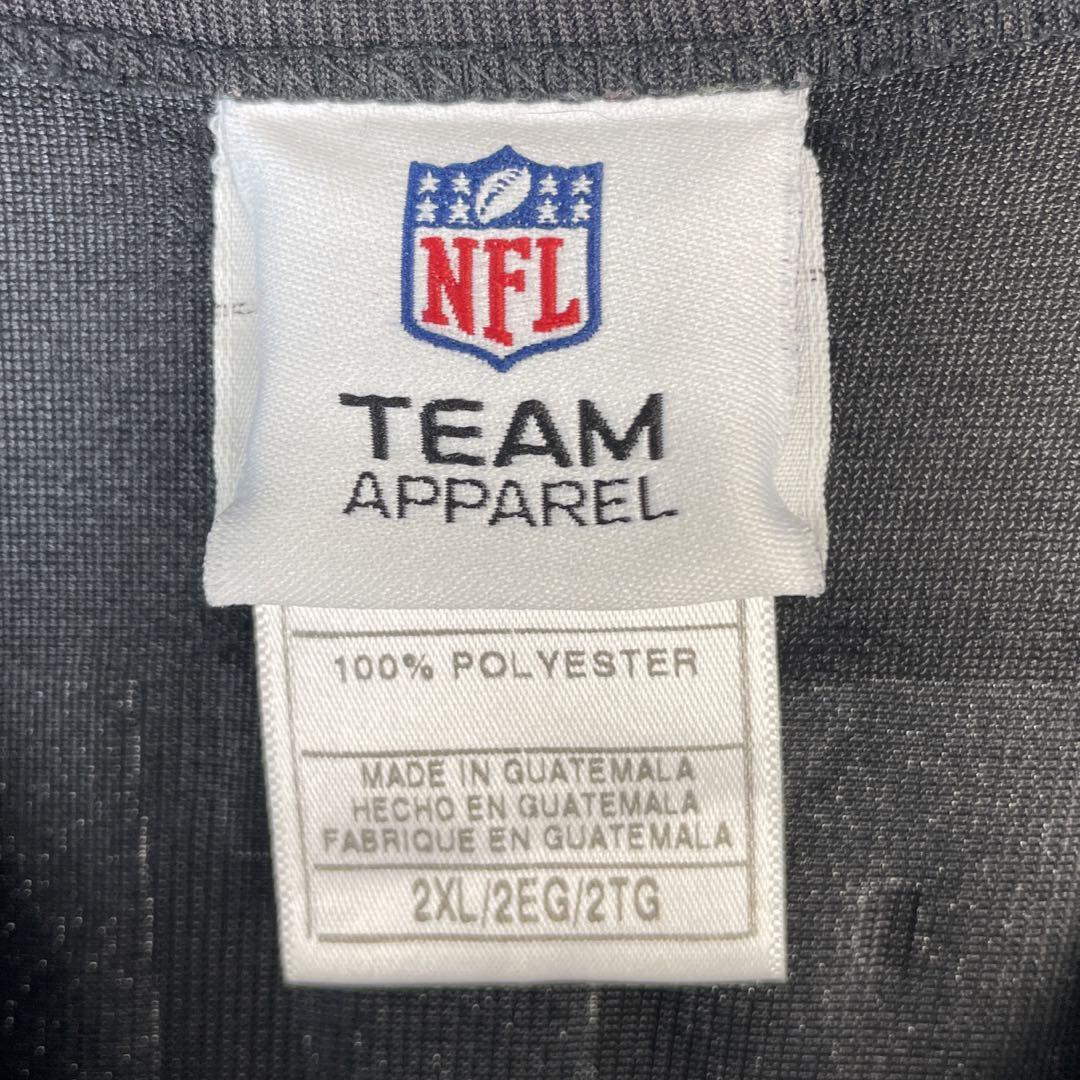 NFL
TEAM
APPAREL
100% POLYESTER
MADE IN GUATEMALA
HECHO EN GUATEMALA
FABRIQUE EN GUATEMALA
2XL/2EG/2TG